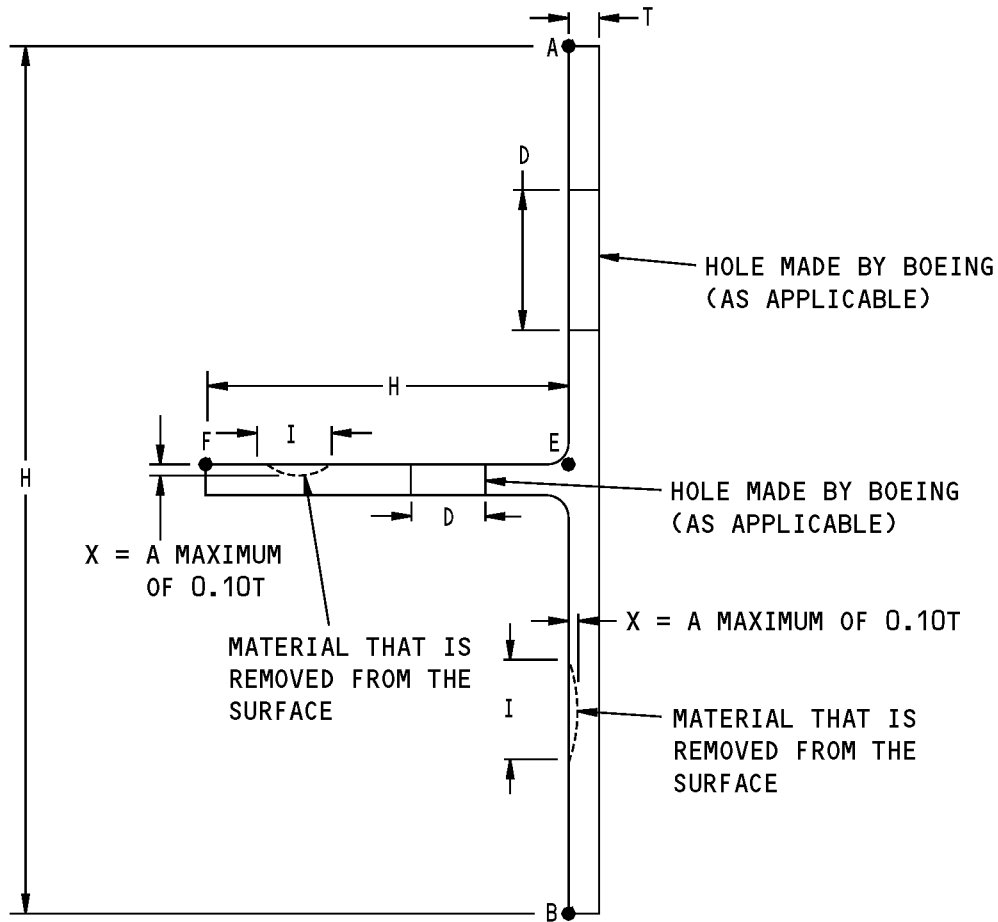 T
A
D
HOLE MADE BY BOEING
(AS APPLICABLE)
H
F
I
E
H
HOLE MADE BY BOEING
(AS APPLICABLE)
D
X = A MAXIMUM
OF 0.10T
X = A MAXIMUM OF 0.10T
MATERIAL THAT IS
REMOVED FROM THE
SURFACE
I
MATERIAL THAT IS
REMOVED FROM THE
SURFACE
B